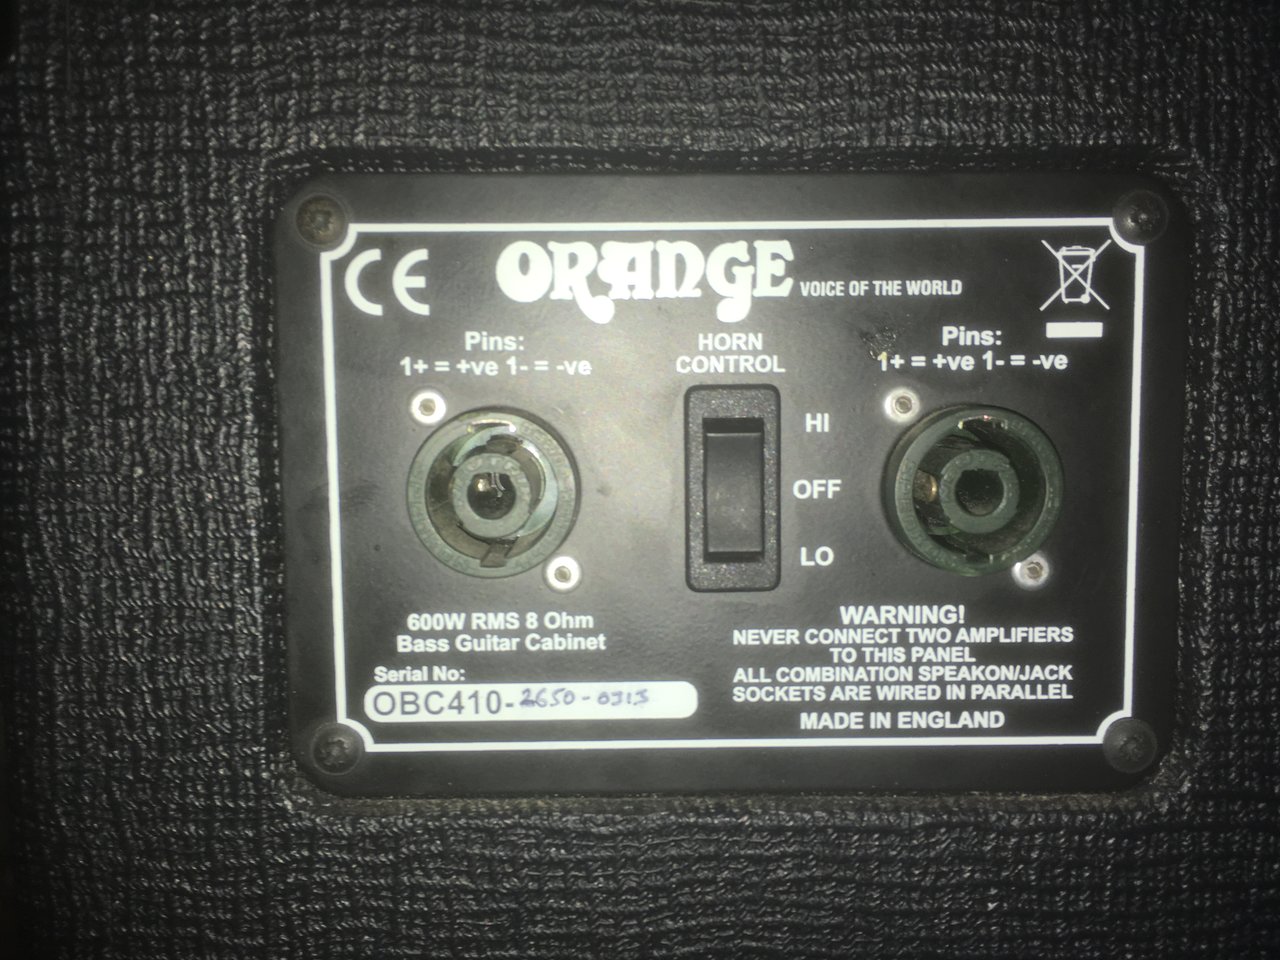 CE
ORANGE VOICE OF THE WORLD
Pins:
1+ = +ve 1- = -ve
HORN
CONTROL
Pins:
1+ = +ve 1- = -ve
HI
OFF
LO
600W RMS 8 Ohm
Bass Guitar Cabinet
Serial No:
OBC410-2650-0313
WARNING!
NEVER CONNECT TWO AMPLIFIERS
TO THIS PANEL
ALL COMBINATION SPEAKON/JACK
SOCKETS ARE WIRED IN PARALLEL
MADE IN ENGLAND